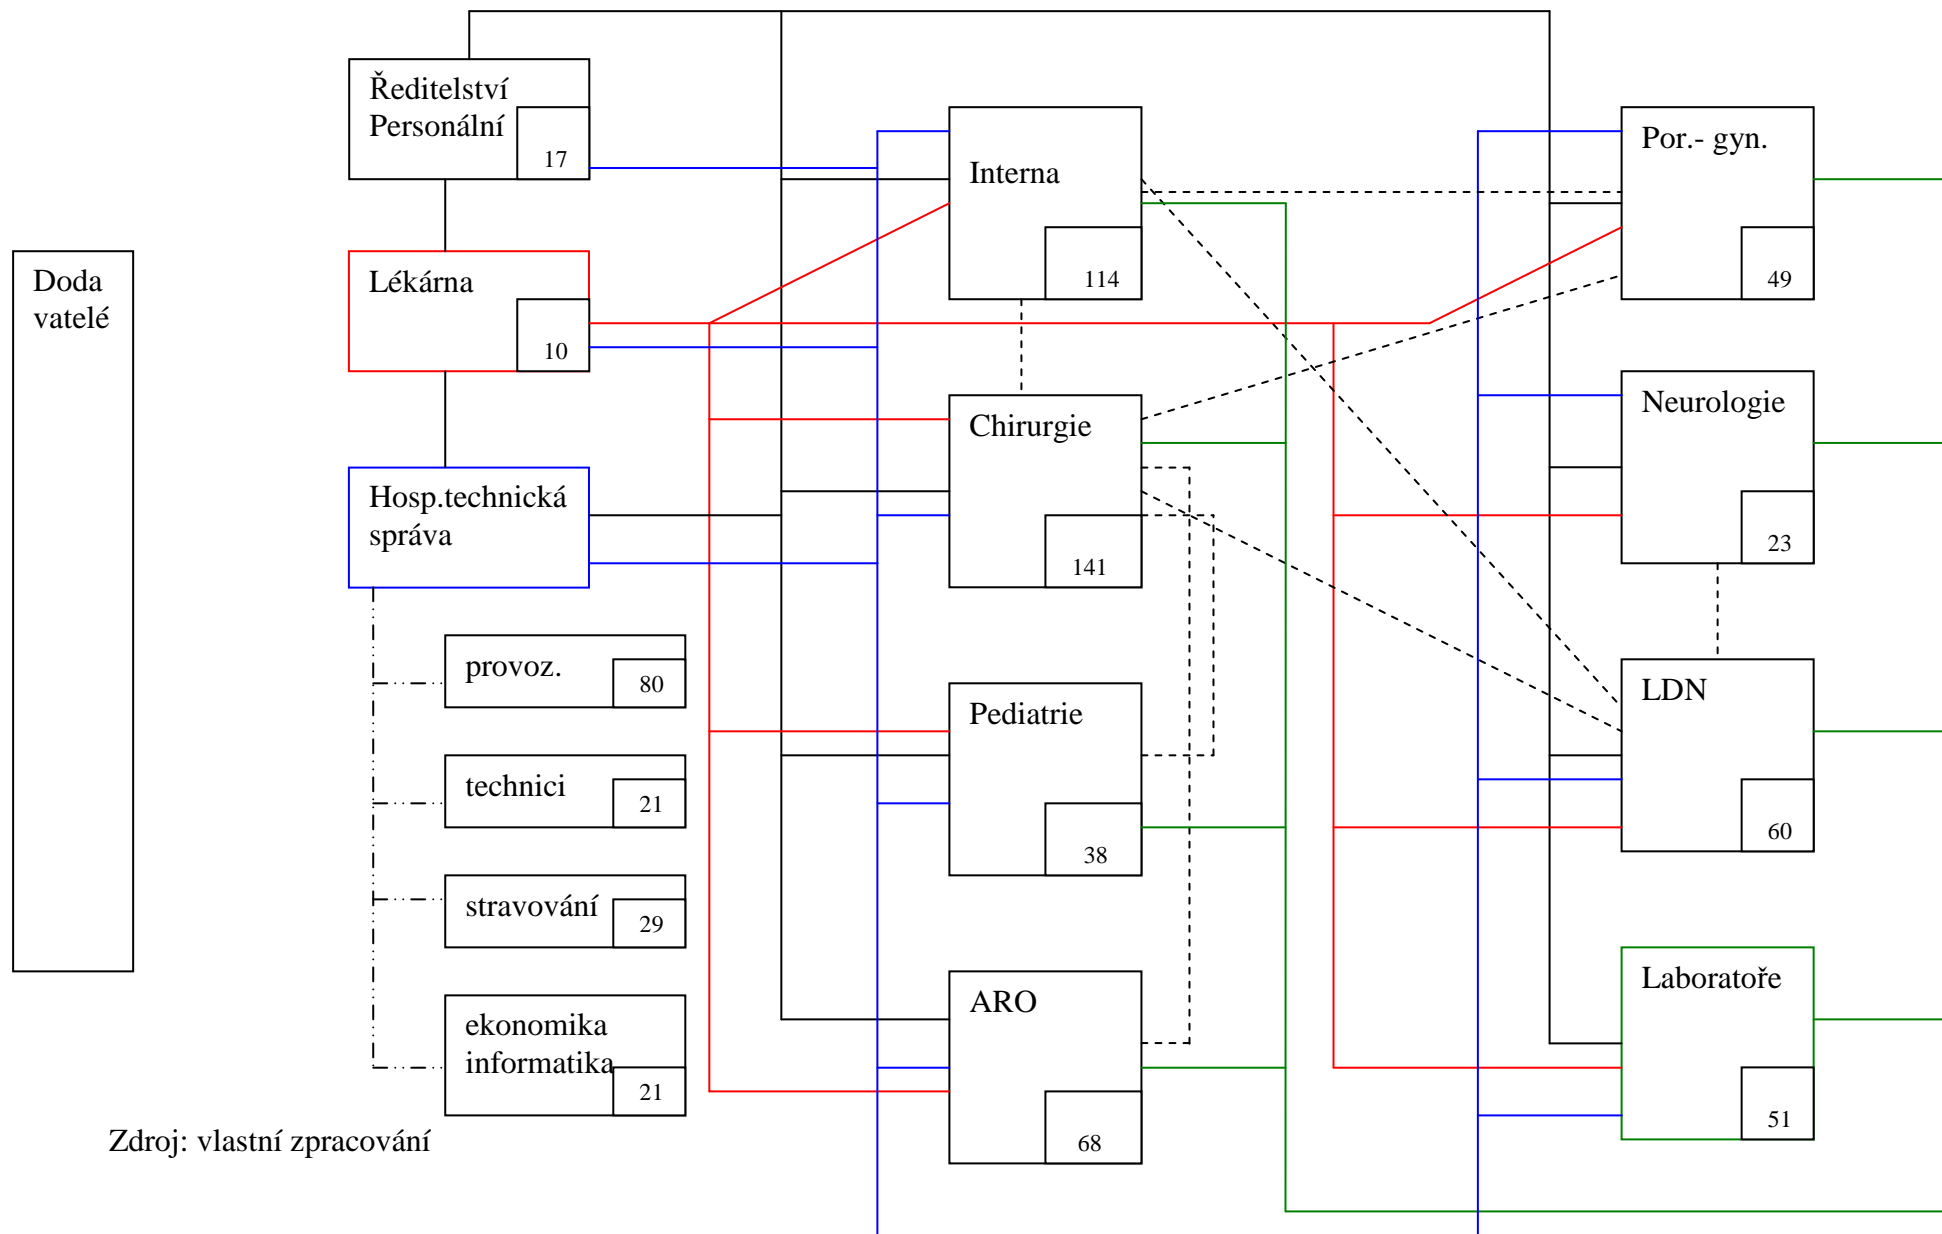 Doda
vatelé
Ředitelství
Personální
17
Lékárna
10
Hosp.technická
správa
provoz.
80
technici
21
stravování
29
ekonomika
informatika
21
Interna
114
Chirurgie
141
Pediatrie
38
ARO
68
Por.- gyn.
49
Neurologie
23
LDN
60
Laboratoře
51
Zdroj: vlastní zpracování